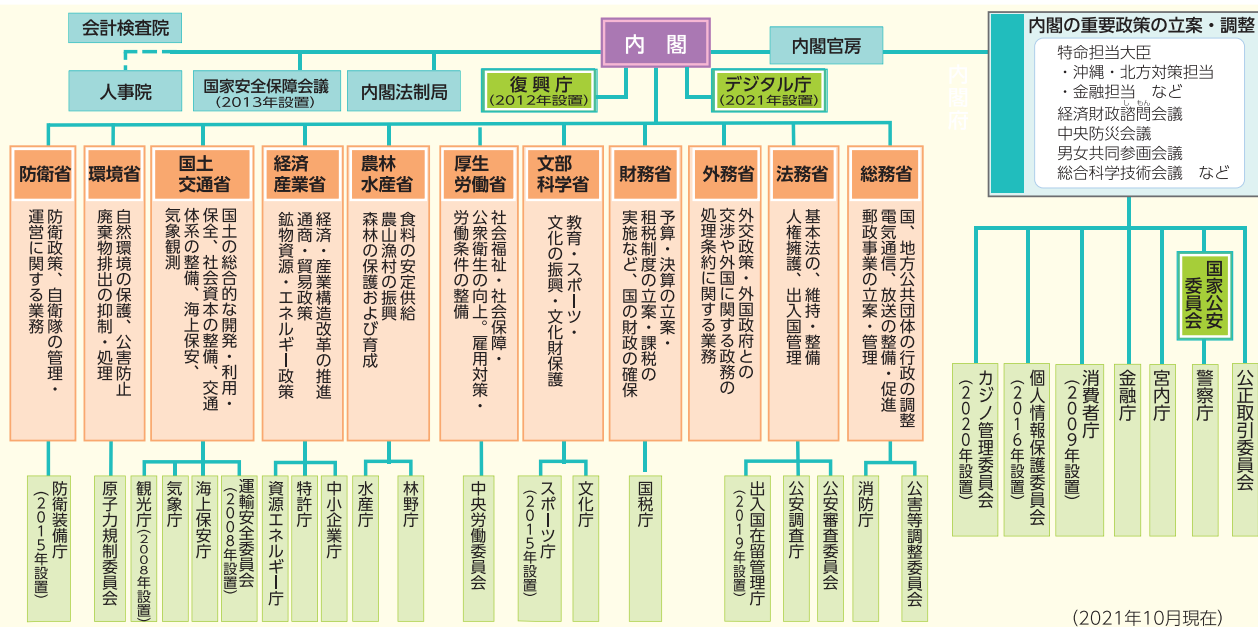 会計検査院
内閣
内閣官房
人事院
国家安全保障会議
(2013年設置)
内閣法制局
復興庁
(2012年設置)
デジタル庁
(2021年設置)
内閣府
内閣の重要政策の立案・調整
特命担当大臣
・沖縄・北方対策担当
・金融担当 など
経済財政諮問会議
しもん
中央防災会議
男女共同参画会議
総合科学技術会議 など
防衛省
防衛政策、自衛隊の管理・
運営に関する業務
環境省
自然環境の保護、公害防止
廃棄物排出の抑制・処理
国土
交通省
国土の総合的な開発・利用・
保全、社会資本の整備、交通
体系の整備、海上保安、
気象観測
経済
産業省
経済・産業構造改革の推進
通商・貿易政策
鉱物資源・エネルギー政策
農林
水産省
食料の安定供給
農山漁村の振興
森林の保護および育成
厚生
労働省
社会福祉・社会保障・
公衆衛生の向上。雇用対策・
労働条件の整備
文部
科学省
教育・スポーツ・
文化の振興・文化財保護
財務省
予算・決算の立案・
租税制度の立案・課税の
実施など、国の財政の確保
外務省
外交政策・外国政府との
交渉や外国に関する政務の
処理条約に関する業務
法務省
基本法の、維持・整備
人権擁護、出入国管理
総務省
国、地方公共団体の行政の調整
電気通信、放送の整備・促進
郵政事業の立案・管理
防衛装備庁
(2015年設置)
原子力規制委員会
観光庁(2008年設置)
気象庁
海上保安庁
運輸安全委員会
(2008年設置)
資源エネルギー庁
特許庁
中小企業庁
水産庁
林野庁
中央労働委員会
スポーツ庁
(2015年設置)
文化庁
国税庁
出入国在留管理庁
(2019年設置)
公安調査庁
公安審査委員会
消防庁
公害等調整委員会
カジノ管理委員会
(2020年設置)
個人情報保護委員会
(2016年設置)
消費者庁
(2009年設置)
金融庁
宮内庁
国家公安
委員会
警察庁
公正取引委員会
(2021年10月現在)